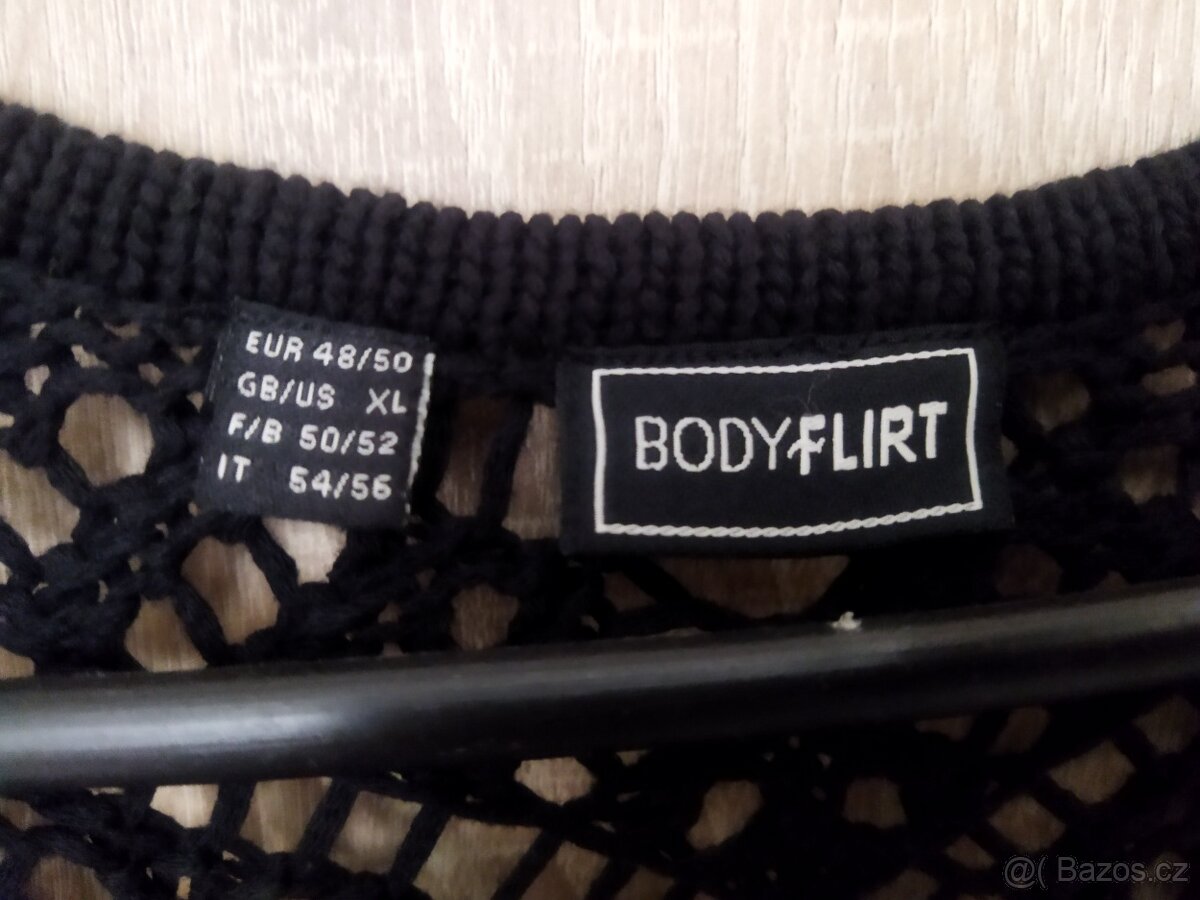 EUR 48/50
GB/US XL
F/B 50/52
IT 54/56
BODYFLIRT
@( Bazos.cz